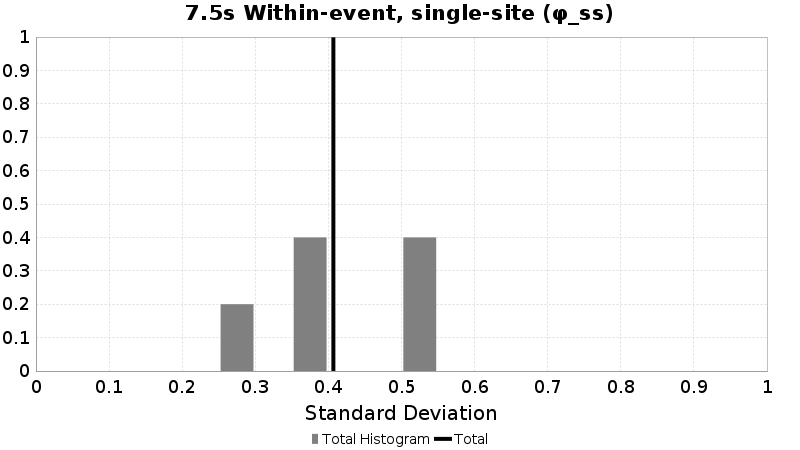 7.5s Within-event, single-site (φ_ss)
1
0.9
0.8
0.7
0.6
0.5
0.4
0.3
0.2
0.1
0
0 0.1 0.2 0.3 0.4 0.5 0.6 0.7 0.8 0.9 1
Standard Deviation
Total Histogram Total